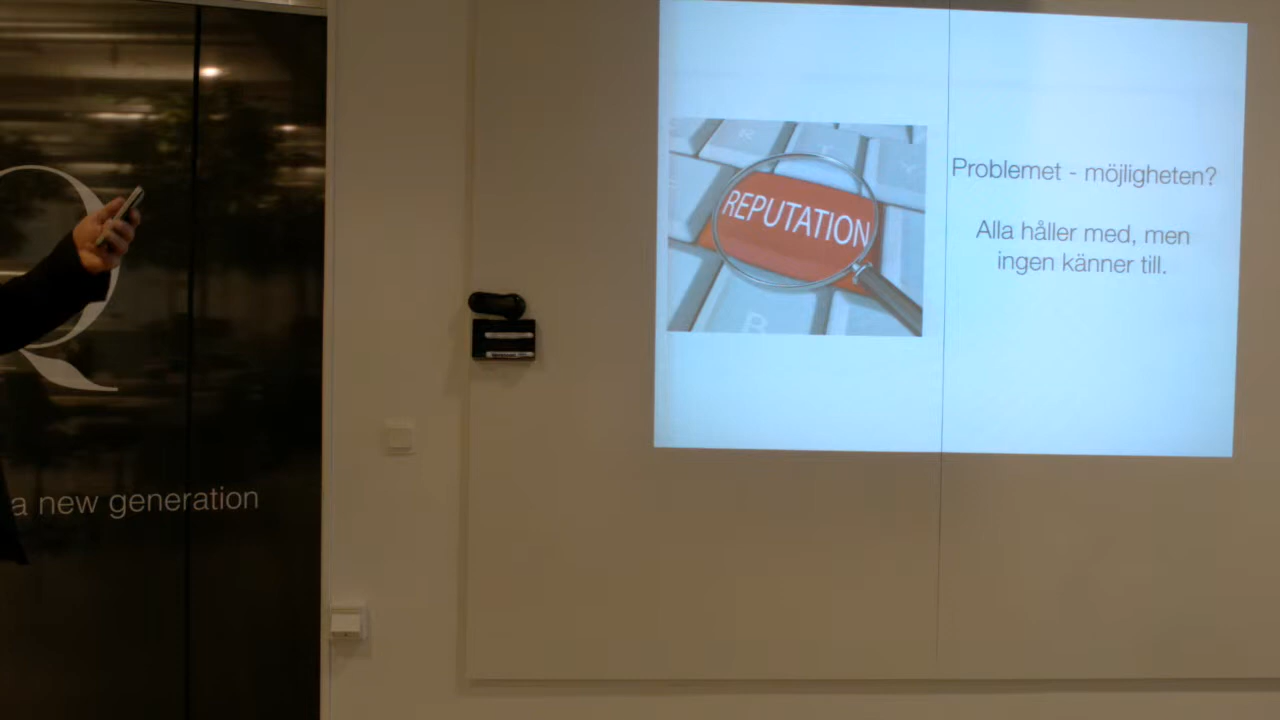 Q
a new generation
R
T
Y
REPUTATION
B
Problemet - möjligheten?
Alla håller med, men
ingen känner till.